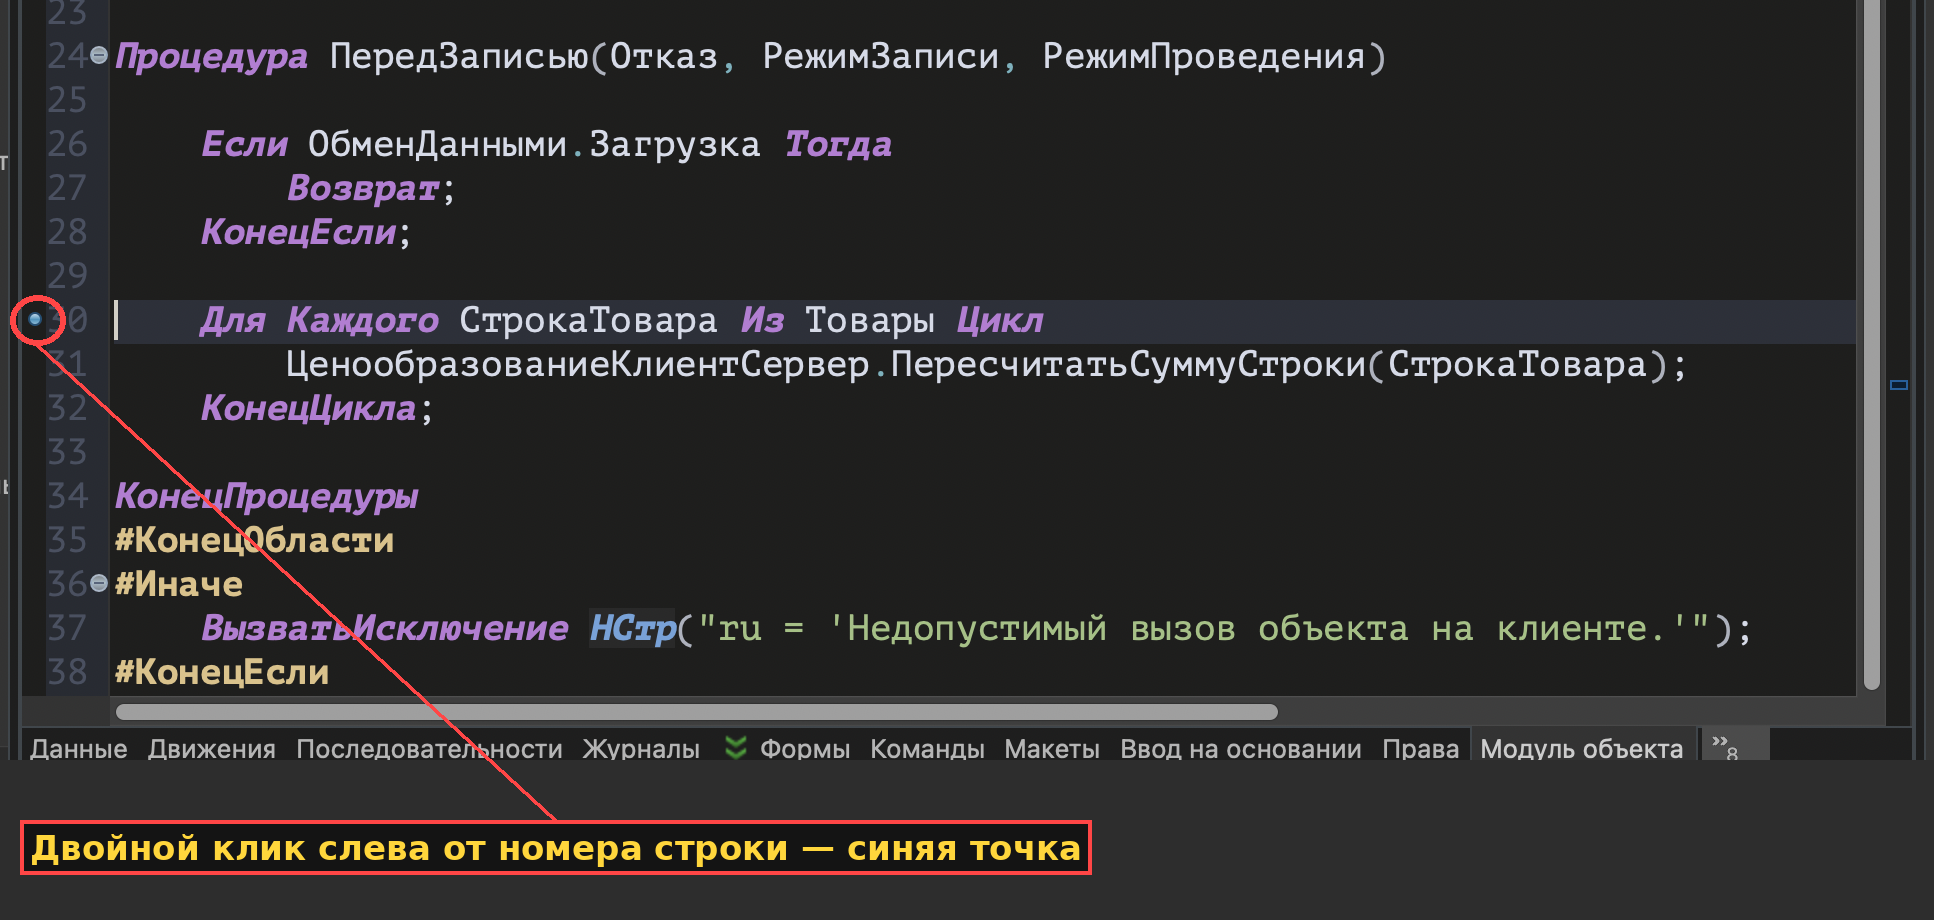 23
24 Процедура ПередЗаписью(Отказ, РежимЗаписи, РежимПроведения)
25
26 Если ОбменДанными.Загрузка Тогда
27 Возврат;
28 КонецЕсли;
29
30 Для Каждого СтрокаТовара Из Товары Цикл
31 ЦенообразованиеКлиентСервер.ПересчитатьСуммуСтроки(СтрокаТовара);
32 КонецЦикла;
33
34 КонецПроцедуры
35 #КонецОбласти
36 #Иначе
37 ВызватьИсключение НСтр("ru = 'Недопустимый вызов объекта на клиенте.'");
38 #КонецЕсли
Данные Движения Последовательности Журналы Формы Команды Макеты Ввод на основании Права Модуль объекта »8
Двойной клик слева от номера строки — синяя точка